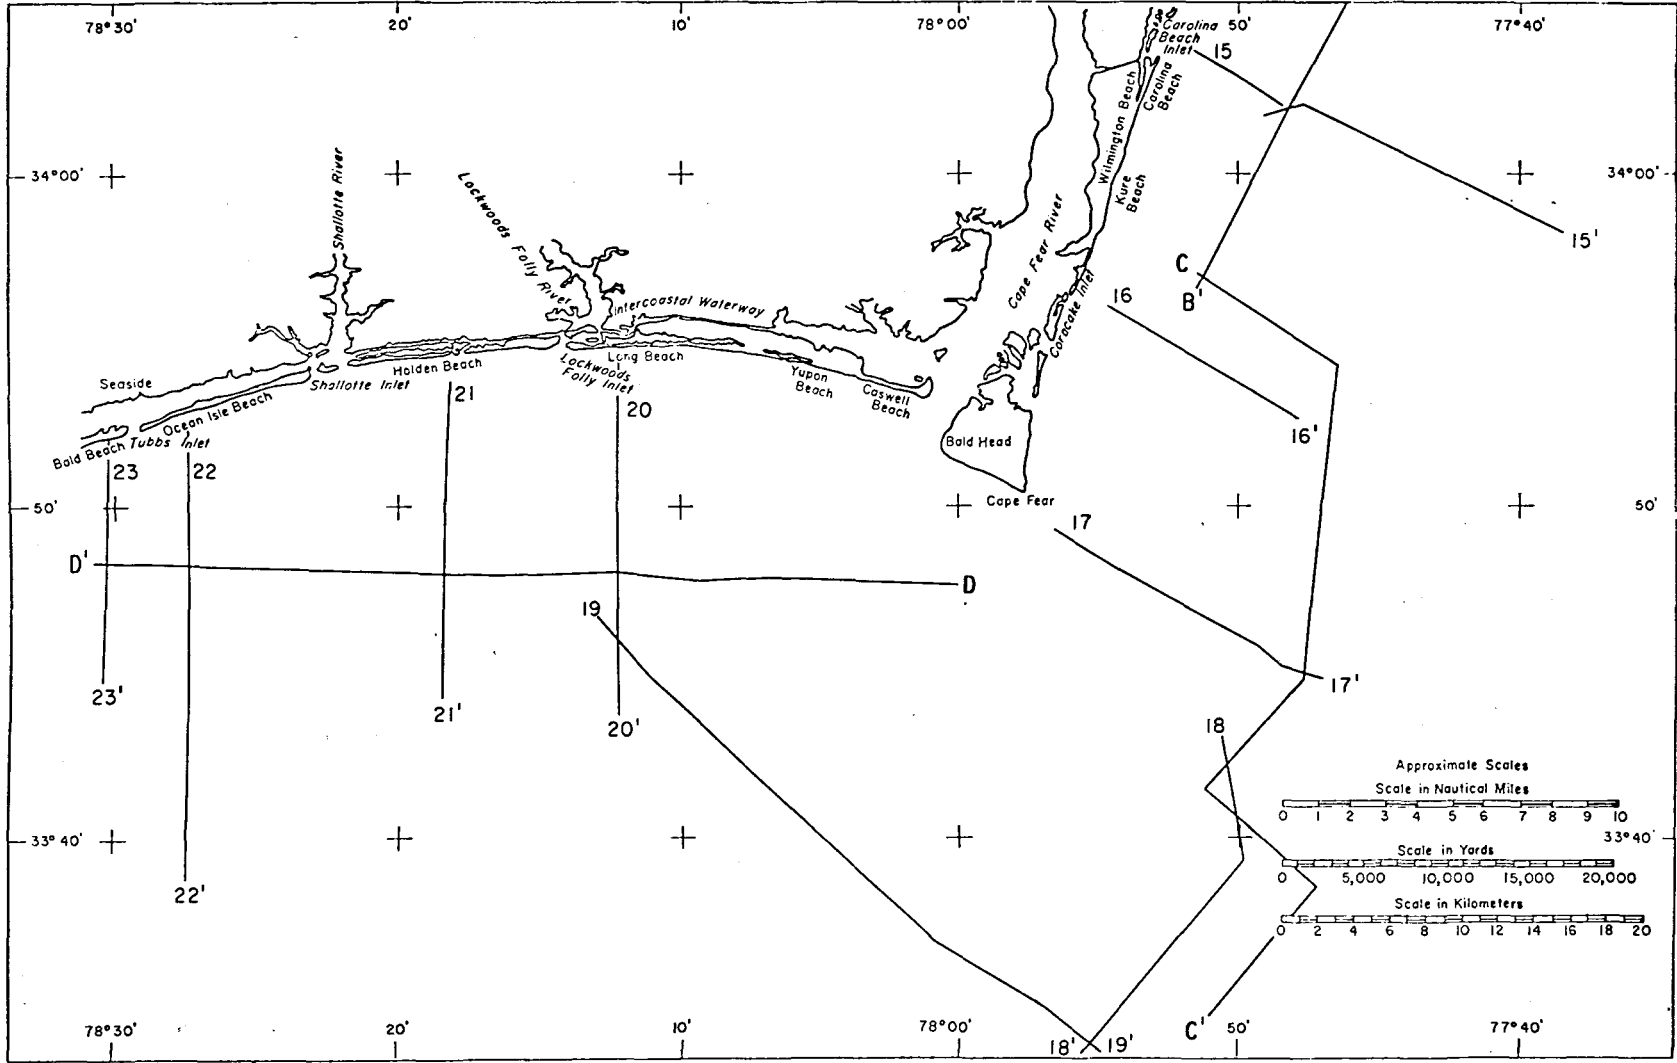 78°30'
20'
10'
78°00'
50'
77°40'
Carolina
Beach
Inlet
15
Wilmington Beach
Carolina
Beach
34°00'
34°00'
Shallotte River
Lockwoods
Folly River
Kure
Beach
Cape Fear River
15'
C
B'
16
Intercoastal Waterway
Coracake Inlet
Seaside
Shallotte Inlet
Holden Beach
Lockwoods
Folly Inlet
Long Beach
Yupon
Beach
Caswell
Beach
21
20
Ocean Isle Beach
16'
Bald Head
Bald Beach
Tubbs Inlet
23
22
Cape Fear
50'
50'
17
D'
D
19
17'
23'
21'
20'
18
Approximate Scales
Scale in Nautical Miles
0 1 2 3 4 5 6 7 8 9 10
33°40'
33°40'
Scale in Yards
0 5,000 10,000 15,000 20,000
22'
Scale in Kilometers
0 2 4 6 8 10 12 14 16 18 20
78°30'
20'
10'
78°00'
C'
50'
77°40'
18'
19'